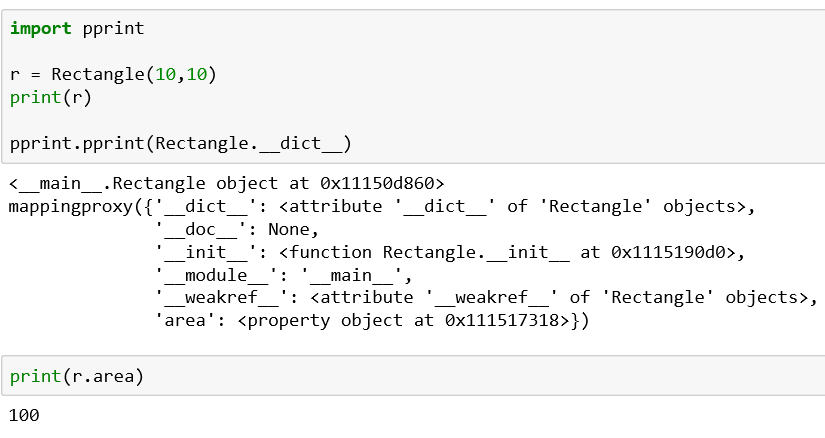 import pprint
r = Rectangle(10,10)
print(r)
pprint.pprint(Rectangle.__dict__)
<__main__.Rectangle object at 0x11150d860>
mappingproxy({'__dict__': <attribute '__dict__' of 'Rectangle' objects>,
'__doc__': None,
'__init__': <function Rectangle.__init__ at 0x1115190d0>,
'__module__': '__main__',
'__weakref__': <attribute '__weakref__' of 'Rectangle' objects>,
'area': <property object at 0x111517318>})
print(r.area)
100